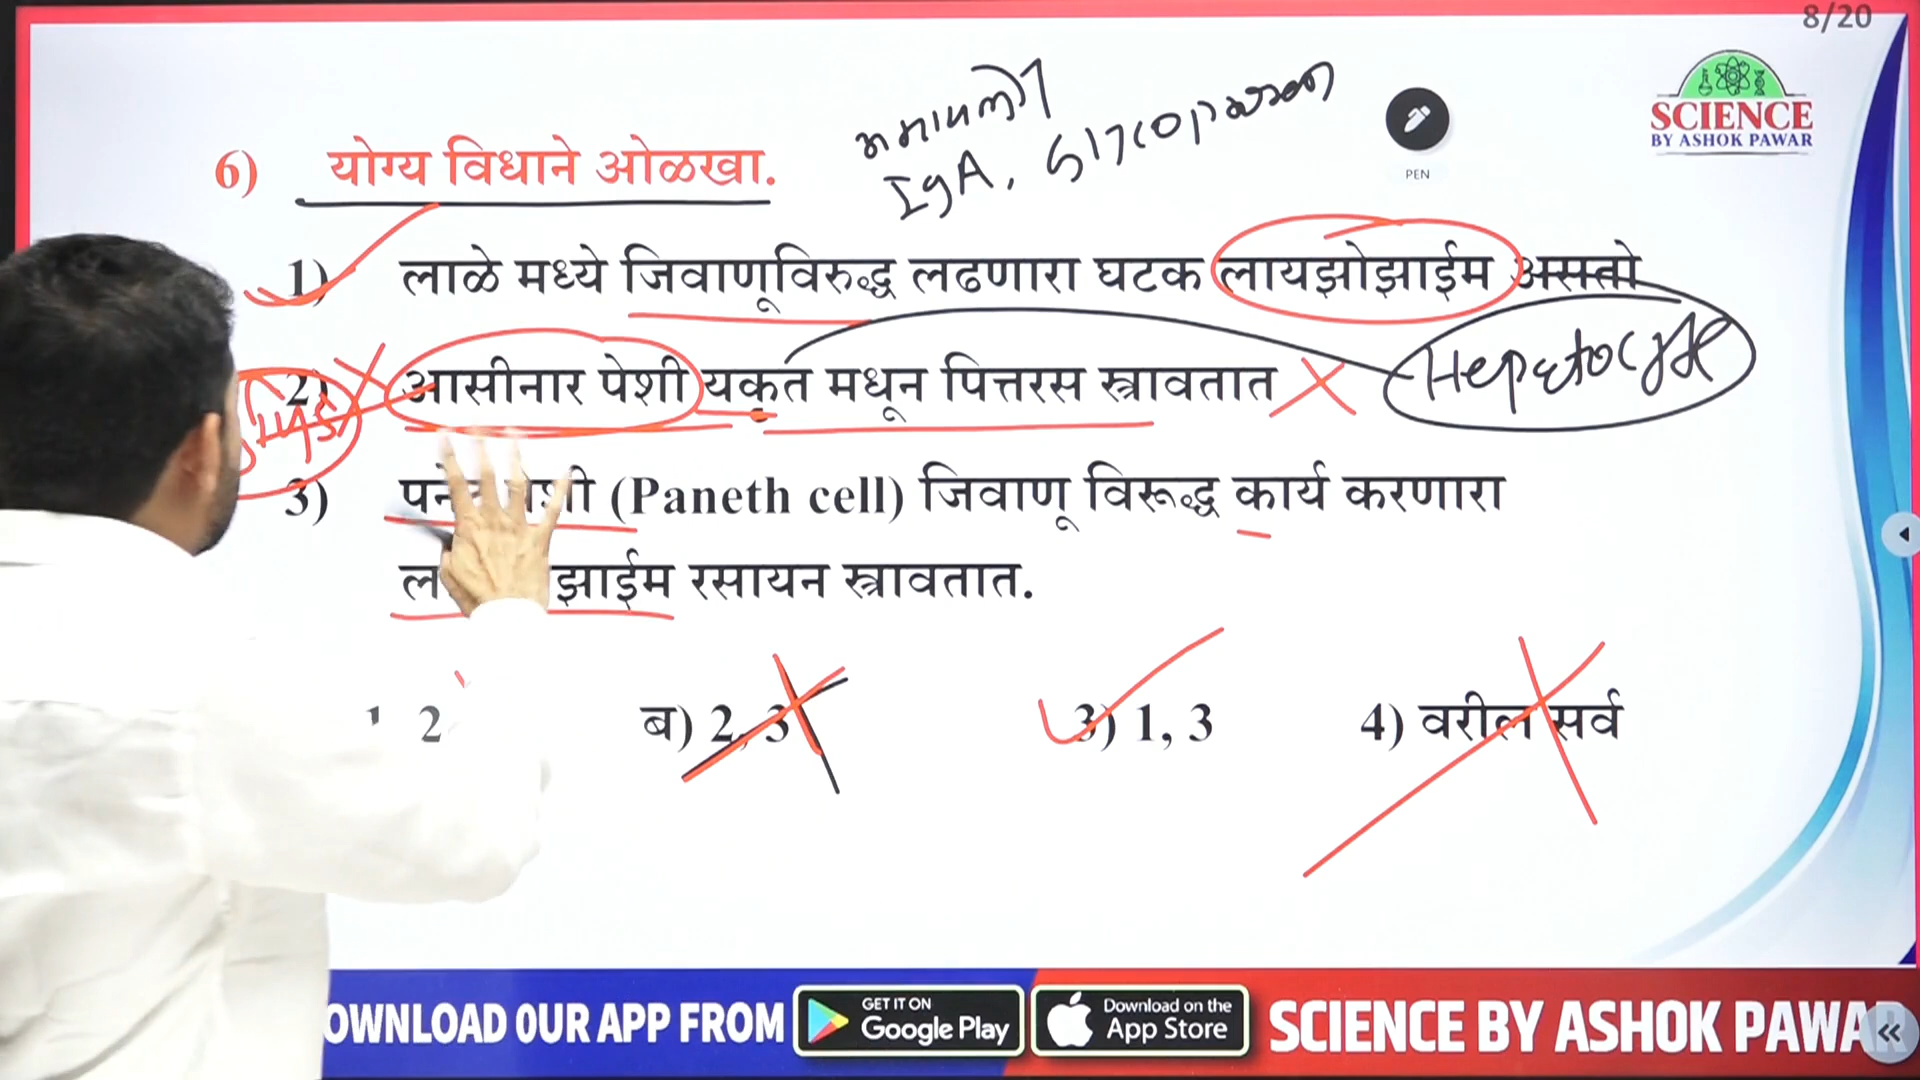 8/20
SCIENCE
BY ASHOK PAWAR
PEN
IgA,
6) योग्य विधाने ओळखा.
1) लाळे मध्ये जिवाणूविरुद्ध लढणारा घटक लायझोझाईम असतो
2) आसीनार पेशी यकृत मधून पित्तरस स्त्रावतात
3) पेशी (Paneth cell) जिवाणू विरूद्ध कार्य करणारा
झाईम रसायन स्त्रावतात.
2 ब) 2, 3 3) 1, 3 4) वरील सर्व
OWNLOAD OUR APP FROM
GET IT ON
Google Play
Download on the
App Store
SCIENCE BY ASHOK PAWA